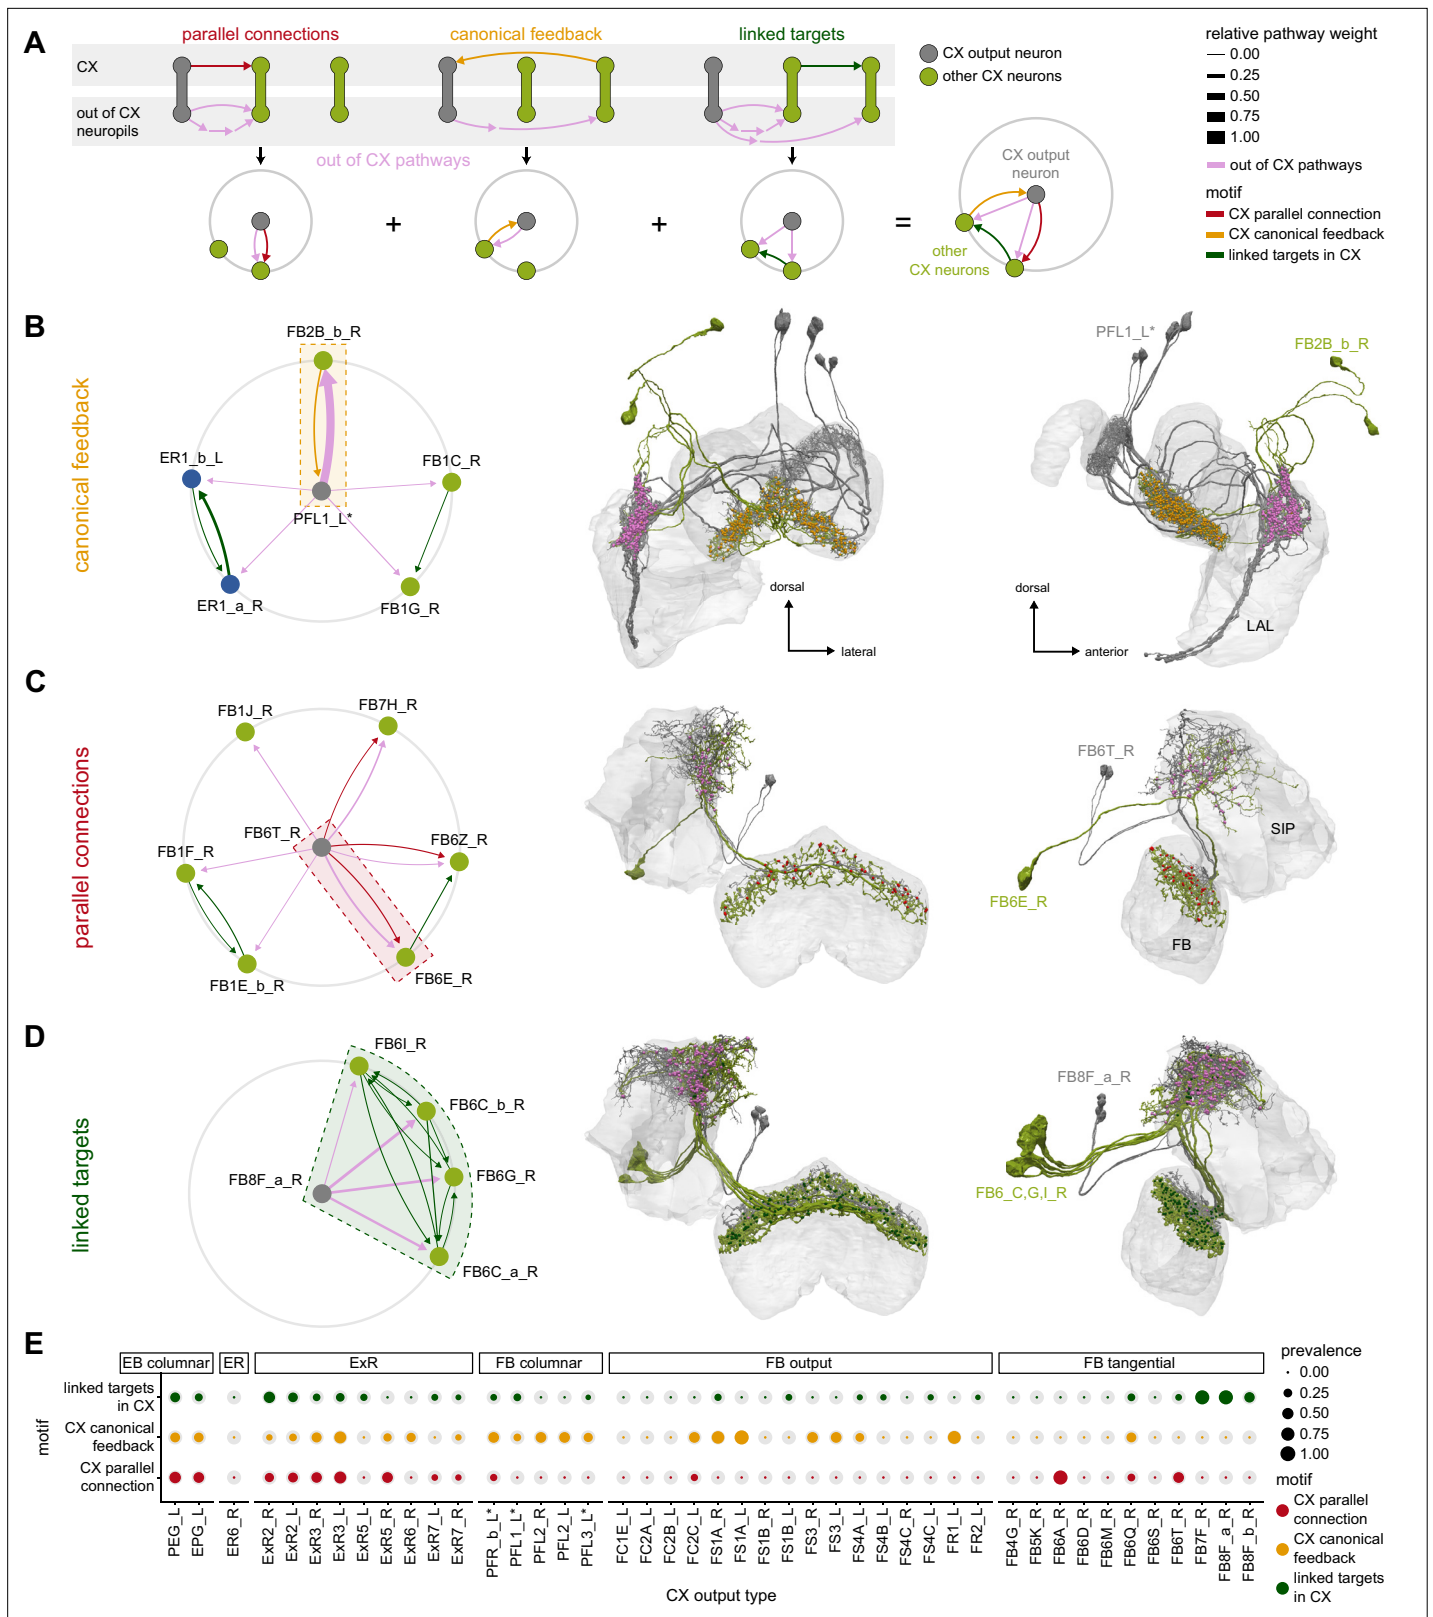 A
parallel connections
canonical feedback
linked targets
CX
out of CX
neuropils
out of CX pathways
+
+
=
CX output neuron
other CX neurons
CX output
neuron
other
CX neurons
relative pathway weight
0.00
0.25
0.50
0.75
1.00
out of CX pathways
motif
CX parallel connection
CX canonical feedback
linked targets in CX
B
canonical feedback
FB2B_b_R
ER1_b_L
FB1C_R
PFL1_L*
ER1_a_R
FB1G_R
dorsal
lateral
PFL1_L*
FB2B_b_R
dorsal
anterior
LAL
C
parallel connections
FB1J_R
FB7H_R
FB6T_R
FB6Z_R
FB1F_R
FB1E_b_R
FB6E_R
FB6T_R
SIP
FB6E_R
FB
D
linked targets
FB6I_R
FB6C_b_R
FB8F_a_R
FB6G_R
FB6C_a_R
FB8F_a_R
FB6_C,G,I_R
E
EB columnar
ER
ExR
FB columnar
FB output
FB tangential
motif
linked targets
in CX
CX canonical
feedback
CX parallel
connection
PEG_L
EPG_L
ER6_R
ExR2_R
ExR2_L
ExR3_R
ExR3_L
ExR5_L
ExR5_R
ExR6_R
ExR7_L
ExR7_R
PFR_b_L*
PFL1_L*
PFL2_R
PFL2_L
PFL3_L*
FC1E_L
FC2A_L
FC2B_L
FC2C_L
FS1A_R
FS1A_L
FS1B_R
FS1B_L
FS3_R
FS3_L
FS4A_L
FS4B_L
FS4C_R
FS4C_L
FR1_L
FR2_L
FB4G_R
FB5K_R
FB6A_R
FB6D_R
FB6M_R
FB6Q_R
FB6S_R
FB6T_R
FB7F_R
FB8F_a_R
FB8F_b_R
CX output type
prevalence
0.00
0.25
0.50
0.75
1.00
motif
CX parallel
connection
CX canonical
feedback
linked targets
in CX